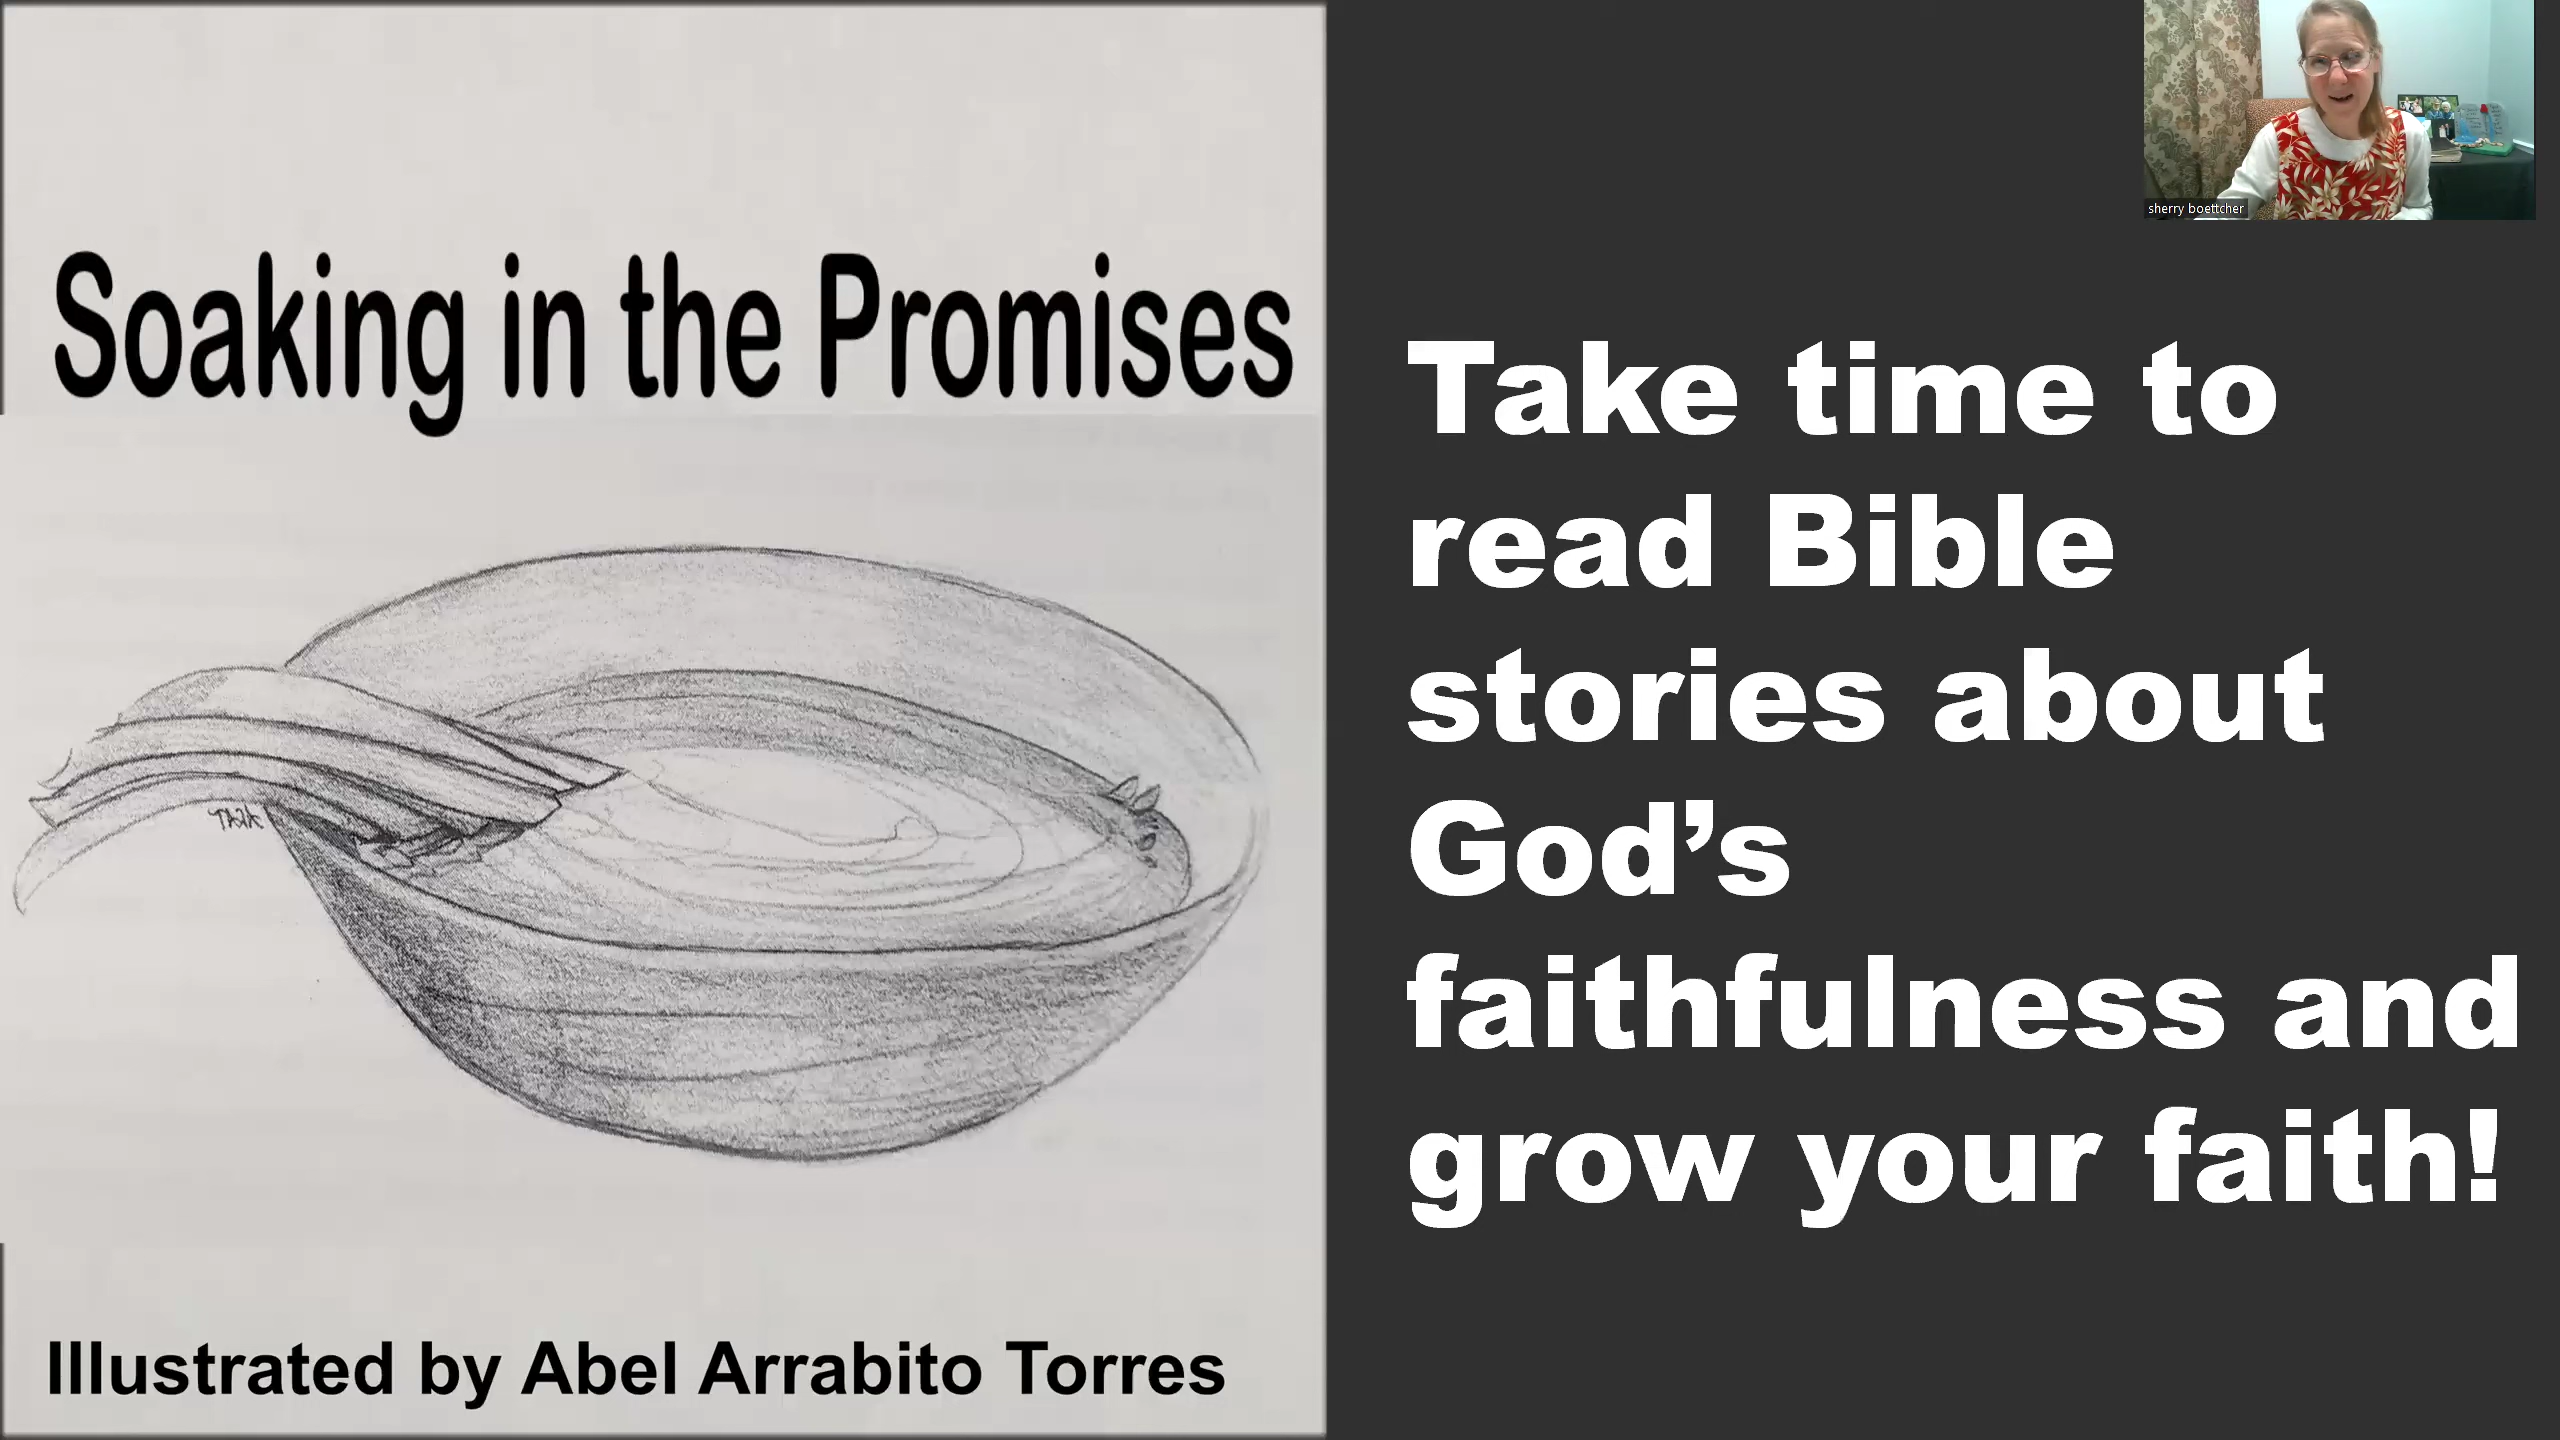 Soaking in the Promises
Illustrated by Abel Arrabito Torres
Take time to
read Bible
stories about
God’s
faithfulness and
grow your faith!
sherry boettcher